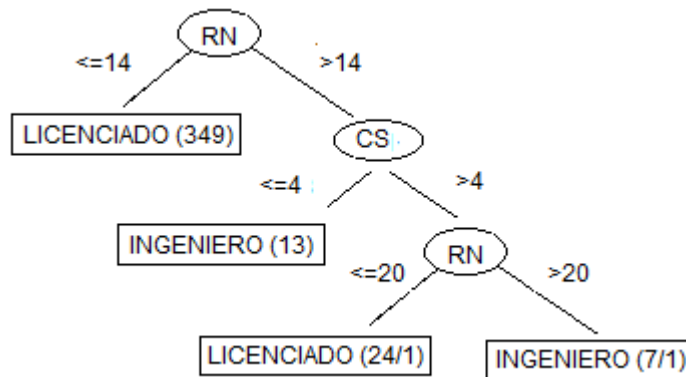 RN
<=14
>14
LICENCIADO (349)
CS
<=4
>4
INGENIERO (13)
RN
<=20
>20
LICENCIADO (24/1)
INGENIERO (7/1)